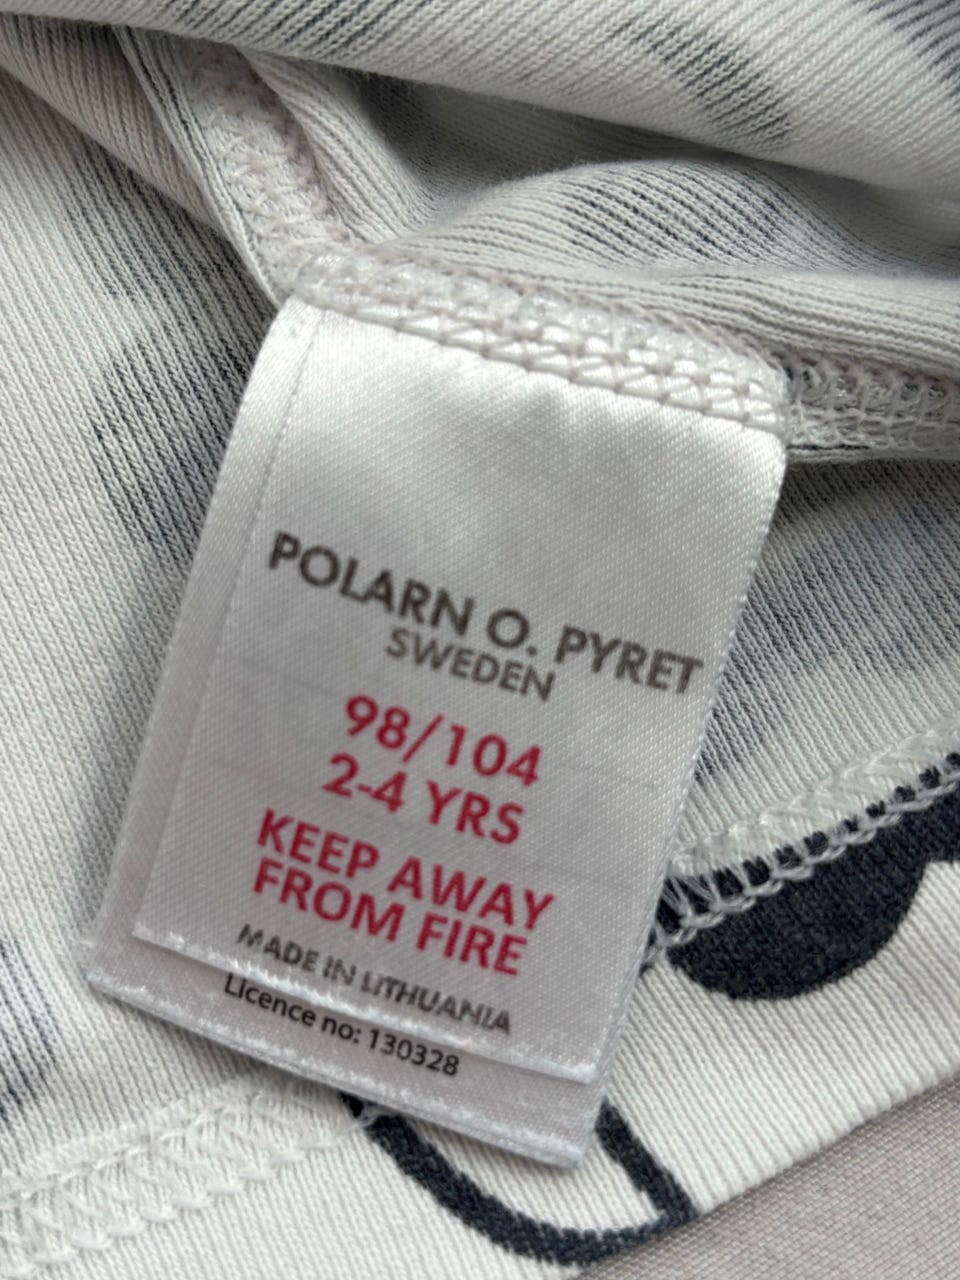 POLARN O. PYRET
SWEDEN
98/104
2-4 YRS
KEEP AWAY
FROM FIRE
MADE IN LITHUANIA
Licence no: 130328